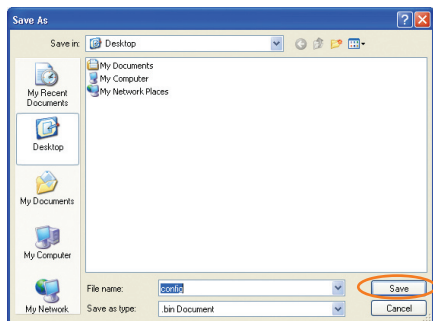 Save As
Save in: Desktop
My Documents
My Computer
My Network Places
My Recent
Documents
Desktop
My Documents
My Computer
My Network
File name: config Save
Save as type: .bin Document Cancel